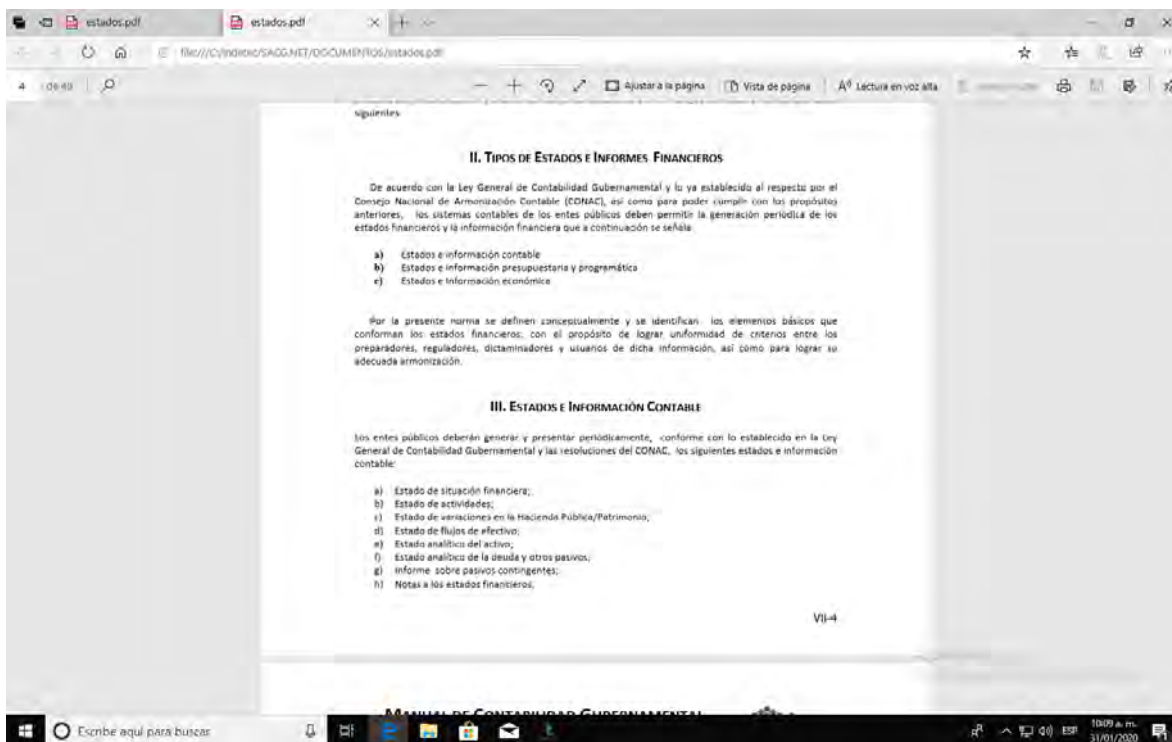 estados.pdf
estados.pdf
file:///C:/Indetec/SACG.NET/DOCUMENTOS/estados.pdf
4
de 40
Ajustar a la página
Vista de página
Lectura en voz alta
siguientes
II. TIPOS DE ESTADOS E INFORMES FINANCIEROS
De acuerdo con la Ley General de Contabilidad Gubernamental y lo ya establecido al respecto por el
Consejo Nacional de Armonización Contable (CONAC), así como para poder cumplir con los propósitos
anteriores, los sistemas contables de los entes públicos deben permitir la generación periódica de los
estados financieros y la información financiera que a continuación se señala
a) Estados e información contable
b) Estados e información presupuestaria y programática
c) Estados e Información económica
Por la presente norma se definen conceptualmente y se identifican los elementos básicos que
conforman los estados financieros; con el propósito de lograr uniformidad de criterios entre los
preparadores, reguladores, dictaminadores y usuarios de dicha información, así como para lograr su
adecuada armonización.
III. ESTADOS E INFORMACIÓN CONTABLE
Los entes públicos deberán generar y presentar periódicamente, conforme con lo establecido en la Ley
General de Contabilidad Gubernamental y las resoluciones del CONAC, los siguientes estados e información
contable:
a) Estado de situación financiera;
b) Estado de actividades;
c) Estado de variaciones en la Hacienda Pública/Patrimonio;
d) Estado de flujos de efectivo;
e) Estado analítico del activo;
f) Estado analítico de la deuda y otros pasivos;
g) Informe sobre pasivos contingentes;
h) Notas a los estados financieros;
VII-4
MANUAL DE CONTABILIDAD GUBERNAMENTAL
Escribe aquí para buscar
ESP
10:09 a. m.
31/01/2020